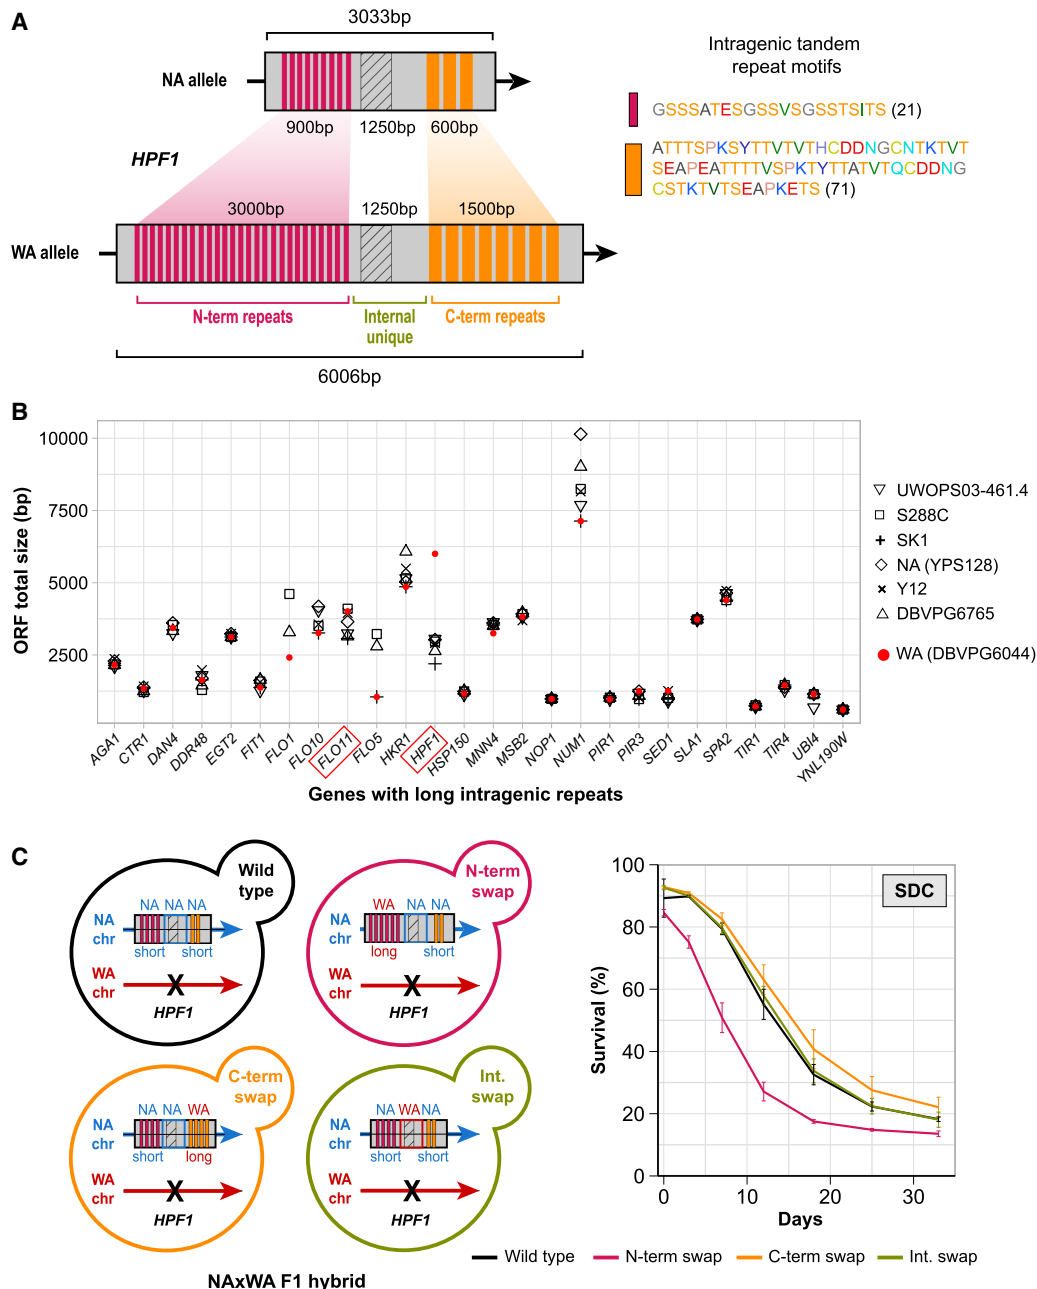 A
3033bp
NA allele
900bp
1250bp
600bp
HPF1
3000bp
1250bp
1500bp
WA allele
N-term repeats
Internal
unique
C-term repeats
6006bp
Intragenic tandem
repeat motifs
GSSSATESGSSVSGSSTSITS (21)
ATTTSPKSYTTVTVTHCDDNGCNTKTVT
SEAPEATTTTVSPKTYTTATVTQCDDNG
CSTKTVTSEAPKETS (71)
B
ORF total size (bp)
10000
7500
5000
2500
AGA1
CTR1
DAN4
DDR48
EGT2
FIT1
FLO1
FLO10
FLO11
FLO5
HKR1
HPF1
HSP150
MNN4
MSB2
NOP1
NUM1
PIR1
PIR3
SED1
SLA1
SPA2
TIR1
TIR4
UBI4
YNL190W
Genes with long intragenic repeats
UWOPS03-461.4
S288C
SK1
NA (YPS128)
Y12
DBVPG6765
WA (DBVPG6044)
C
Wild
type
NA NA NA
NA
chr
short short
WA
chr
X
HPF1
N-term
swap
WA NA NA
NA
chr
long short
WA
chr
X
HPF1
C-term
swap
NA NA WA
NA
chr
short long
WA
chr
X
HPF1
Int.
swap
NA WA NA
NA
chr
short short
WA
chr
X
HPF1
NAxWA F1 hybrid
SDC
Survival (%)
100
80
60
40
20
0
0 10 20 30
Days
Wild type N-term swap C-term swap Int. swap